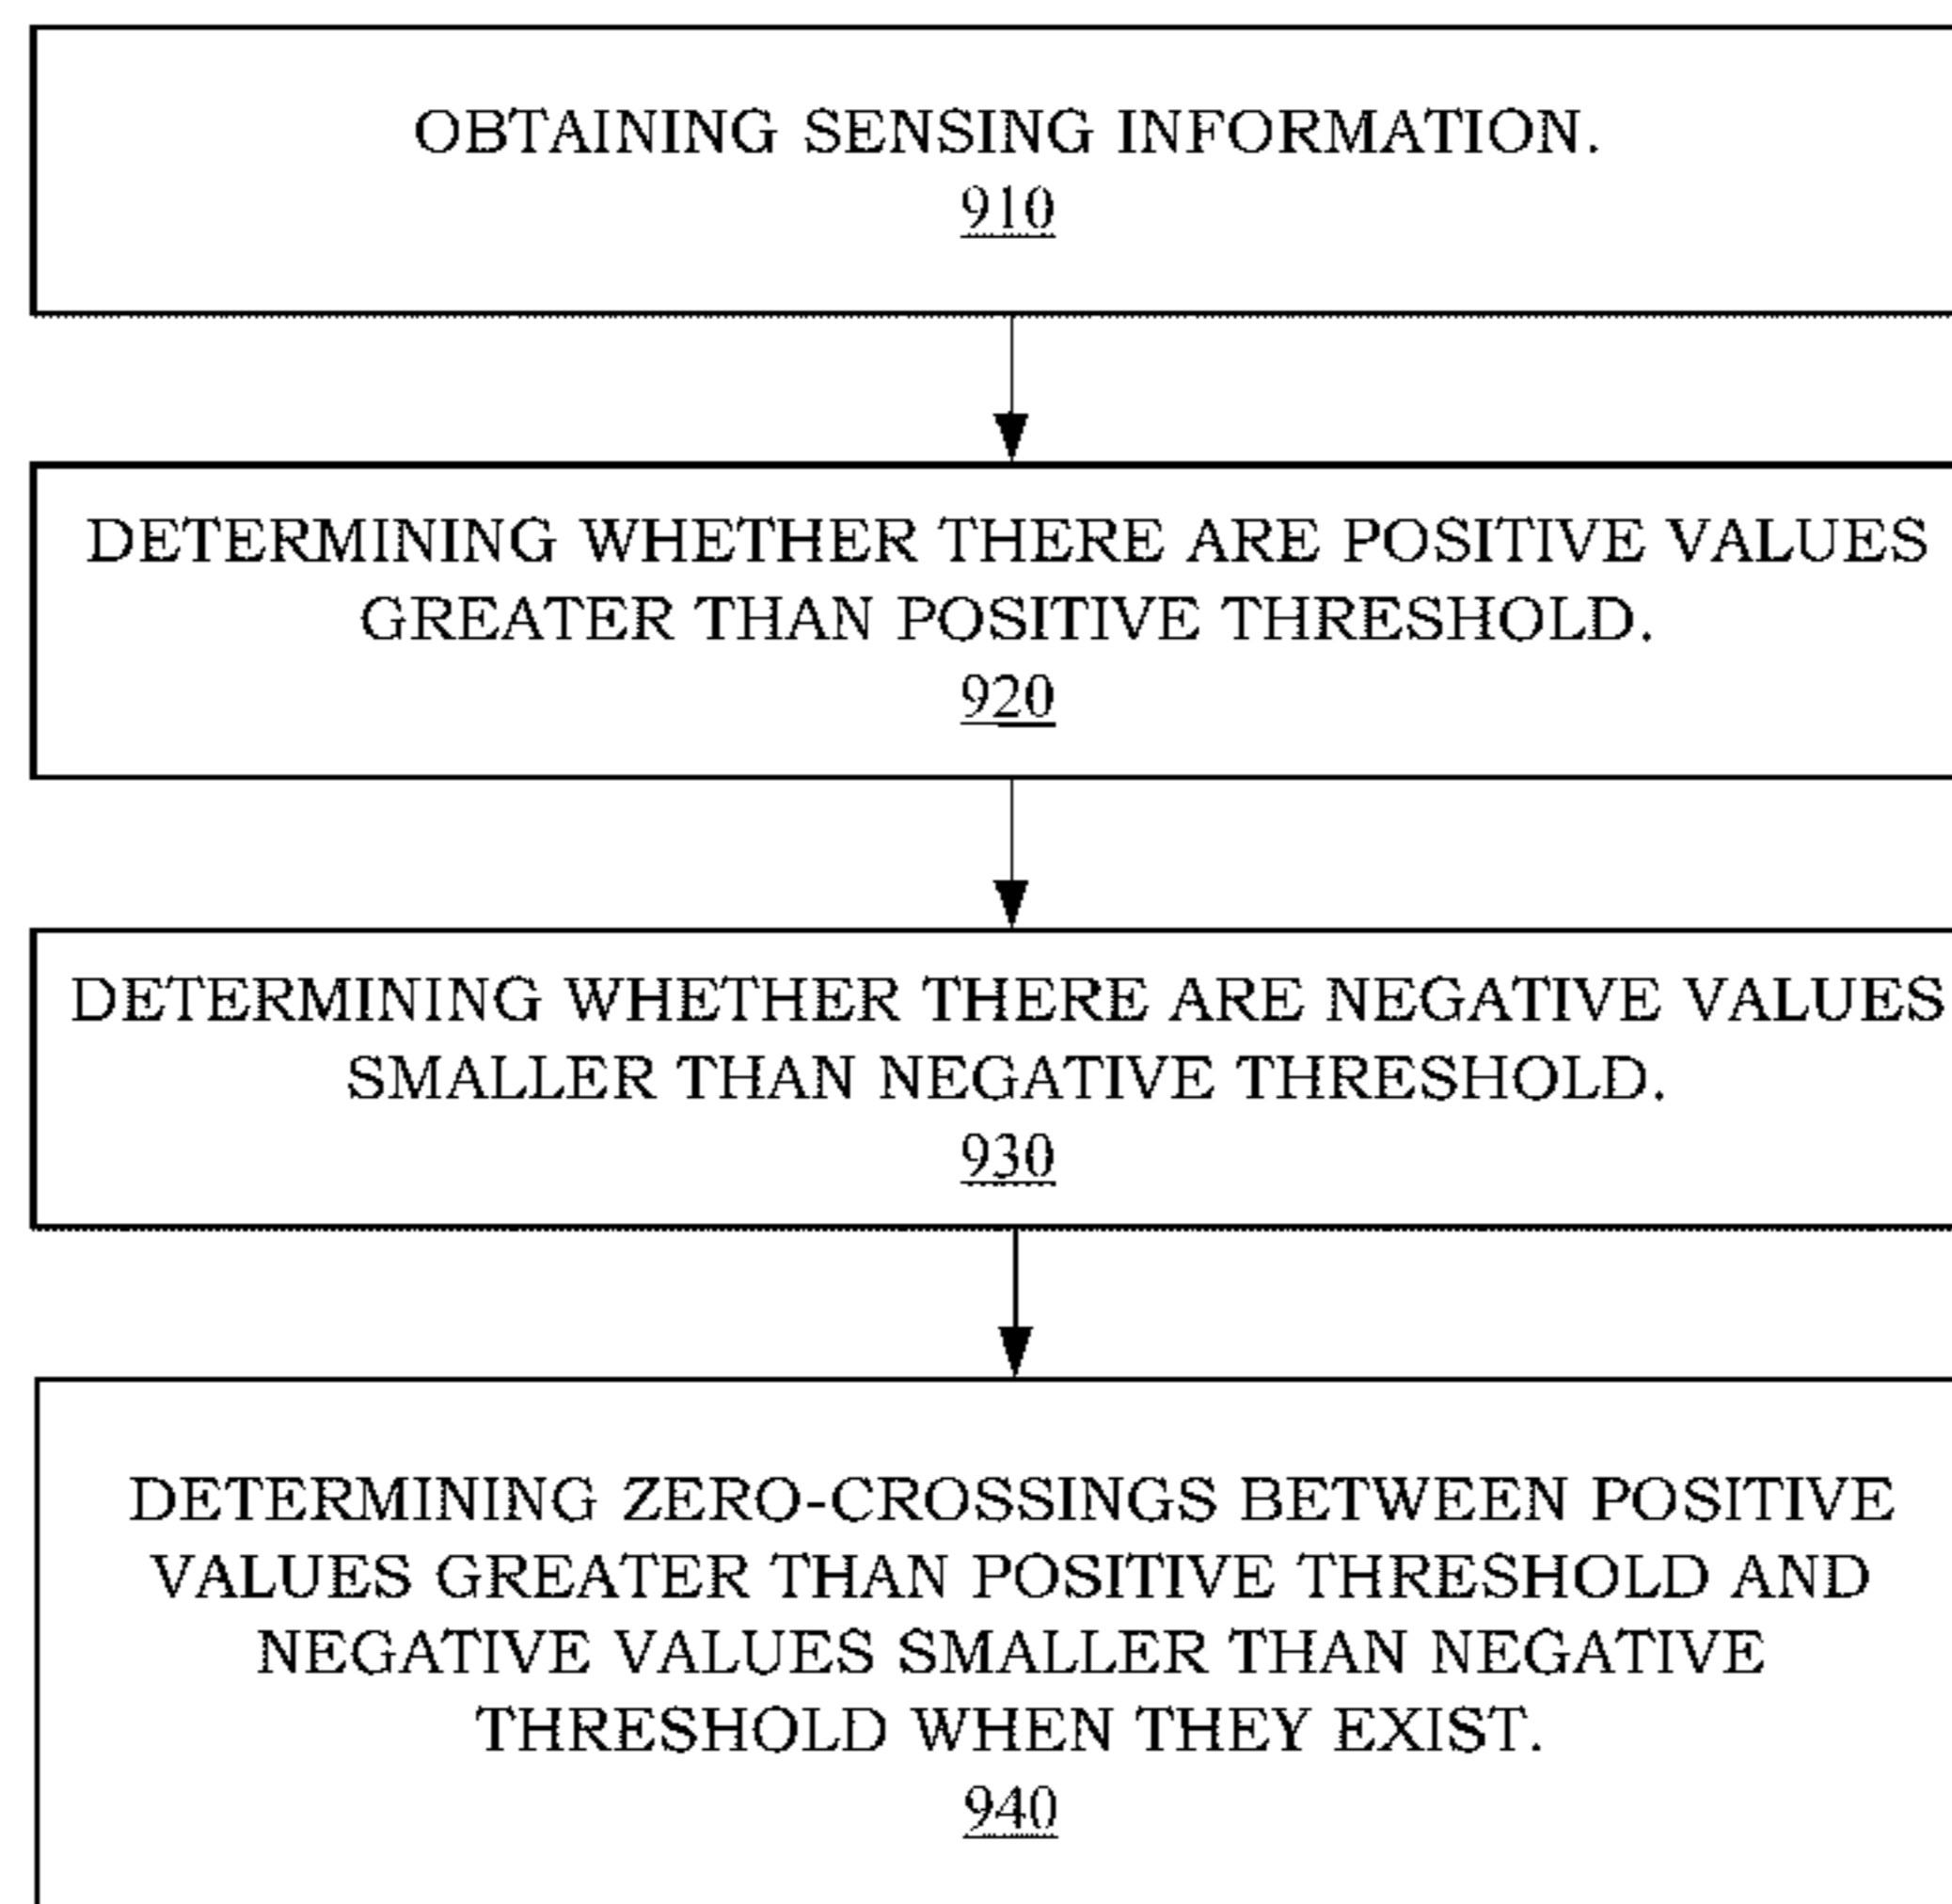 OBTAINING SENSING INFORMATION.
910
DETERMINING WHETHER THERE ARE POSITIVE VALUES
GREATER THAN POSITIVE THRESHOLD.
920
DETERMINING WHETHER THERE ARE NEGATIVE VALUES
SMALLER THAN NEGATIVE THRESHOLD.
930
DETERMINING ZERO-CROSSINGS BETWEEN POSITIVE
VALUES GREATER THAN POSITIVE THRESHOLD AND
NEGATIVE VALUES SMALLER THAN NEGATIVE
THRESHOLD WHEN THEY EXIST.
940